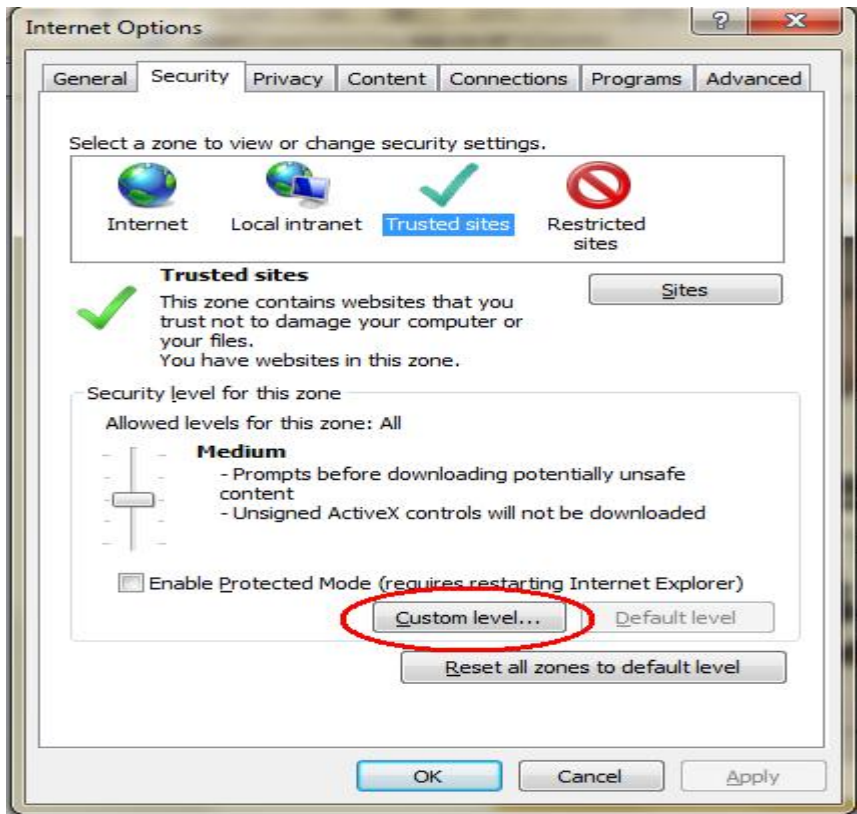 Internet Options
?
X
General Security Privacy Content Connections Programs Advanced
Select a zone to view or change security settings.
Internet Local intranet Trusted sites Restricted
sites
Trusted sites
Sites
This zone contains websites that you
trust not to damage your computer or
your files.
You have websites in this zone.
Security level for this zone
Allowed levels for this zone: All
Medium
- Prompts before downloading potentially unsafe
content
- Unsigned ActiveX controls will not be downloaded
Enable Protected Mode (requires restarting Internet Explorer)
Custom level... Default level
Reset all zones to default level
OK Cancel Apply